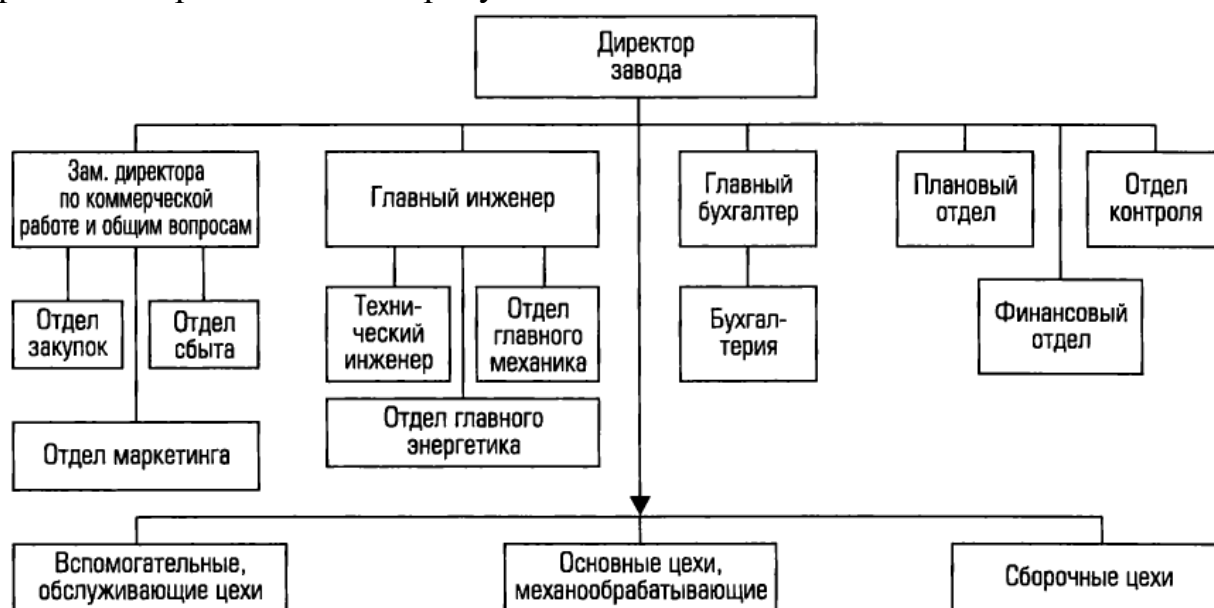 Директор
завода
Зам. директора
по коммерческой
работе и общим вопросам
Главный инженер
Главный
бухгалтер
Плановый
отдел
Отдел
контроля
Отдел
закупок
Отдел
сбыта
Техни-
ческий
инженер
Отдел
главного
механика
Бухгал-
терия
Финансовый
отдел
Отдел маркетинга
Отдел главного
энергетика
Вспомогательные,
обслуживающие цехи
Основные цехи,
механообрабатывающие
Сборочные цехи